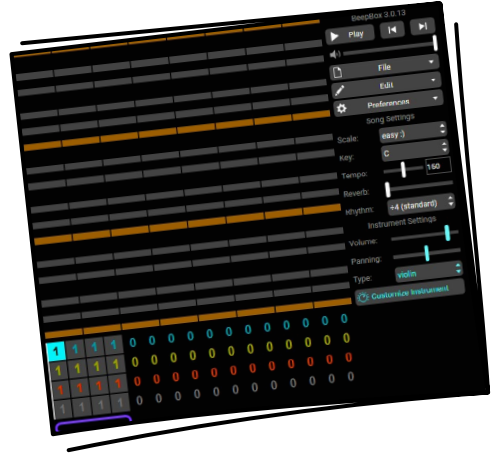 BeepBox 3.0.13
Play
File
Edit
Preferences
Song Settings
Scale: easy :)
Key: C
Tempo: 160
Reverb:
Rhythm: ÷4 (standard)
Instrument Settings
Volume:
Panning:
Type: violin
Customize Instrument
1 1 1 1 0 0 0 0 0 0 0 0 0 0 0 0
1 1 1 1 0 0 0 0 0 0 0 0 0 0 0 0
1 1 1 1 0 0 0 0 0 0 0 0 0 0 0 0
1 1 1 1 0 0 0 0 0 0 0 0 0 0 0 0